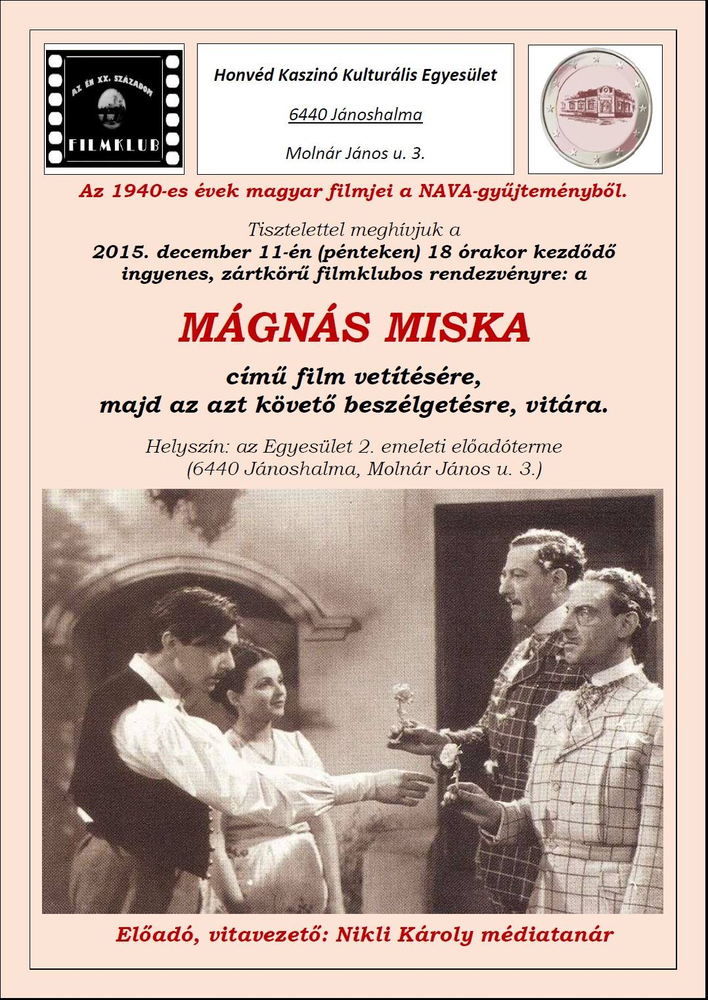 AZ ÉN XX. SZÁZADOM
FILMKLUB
Honvéd Kaszinó Kulturális Egyesület
6440 Jánoshalma
Molnár János u. 3.
Az 1940-es évek magyar filmjei a NAVA-gyűjteményből.
Tisztelettel meghívjuk a
2015. december 11-én (pénteken) 18 órakor kezdődő
ingyenes, zártkörű filmklubos rendezvényre: a
MÁGNÁS MISKA
című film vetítésére,
majd az azt követő beszélgetésre, vitára.
Helyszín: az Egyesület 2. emeleti előadóterme
(6440 Jánoshalma, Molnár János u. 3.)
Előadó, vitavezető: Nikli Károly médiatanár